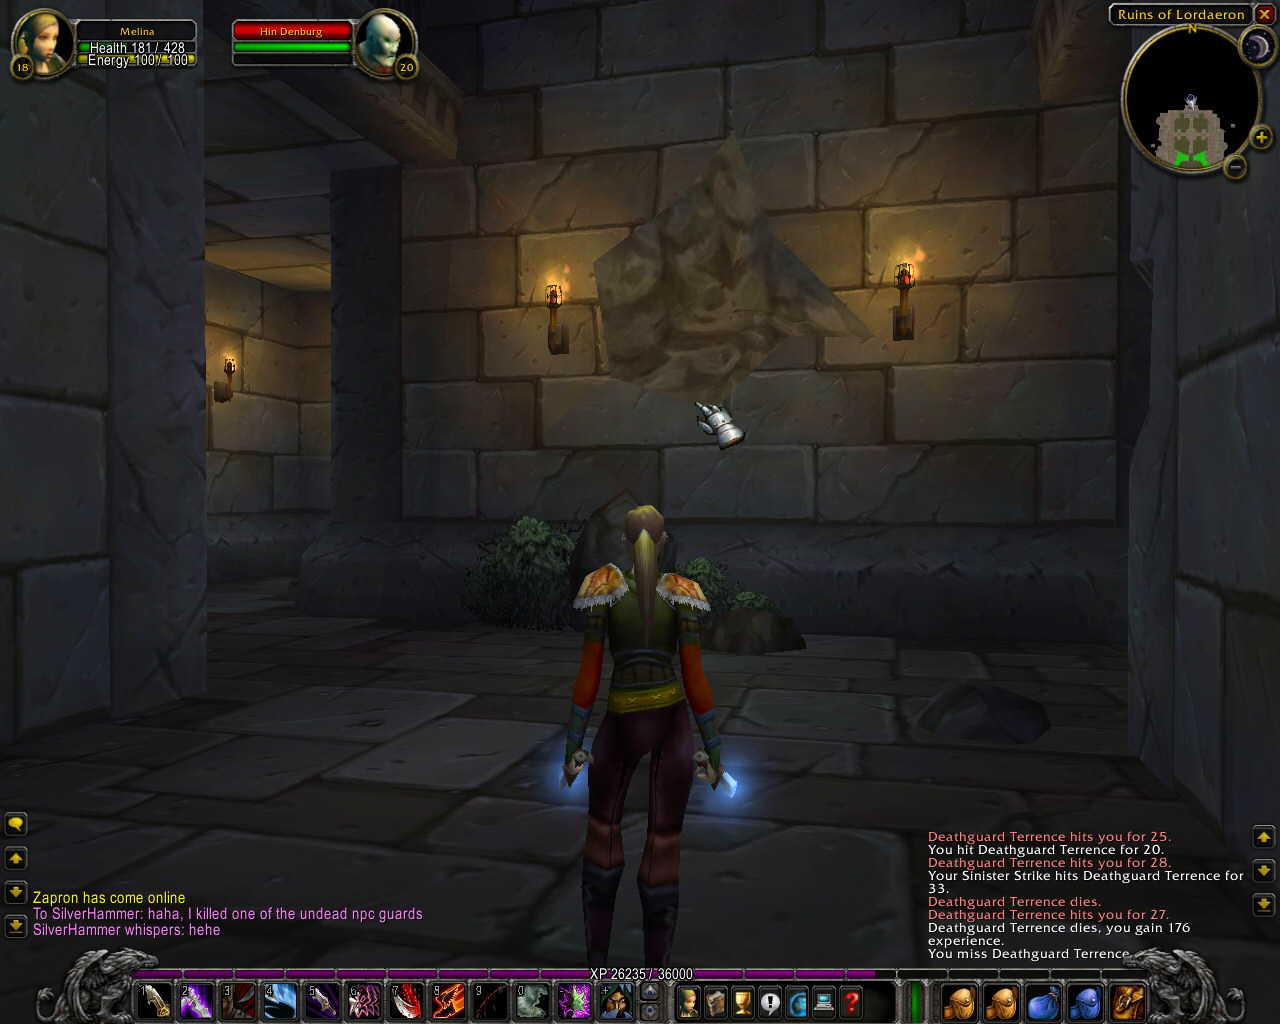 Melina
Health 181 / 428
Energy 100 / 100
18
Hin Denburg
20
Ruins of Lordaeron
N
Zapron has come online
To SilverHammer: haha, I killed one of the undead npc guards
SilverHammer whispers: hehe
Deathguard Terrence hits you for 25.
You hit Deathguard Terrence for 20.
Deathguard Terrence hits you for 28.
Your Sinister Strike hits Deathguard Terrence for
33.
Deathguard Terrence dies.
Deathguard Terrence hits you for 27.
Deathguard Terrence dies, you gain 176
experience.
You miss Deathguard Terrence.
XP 26235 / 36000
1 2 3 4 5 6 7 8 9 0 - +